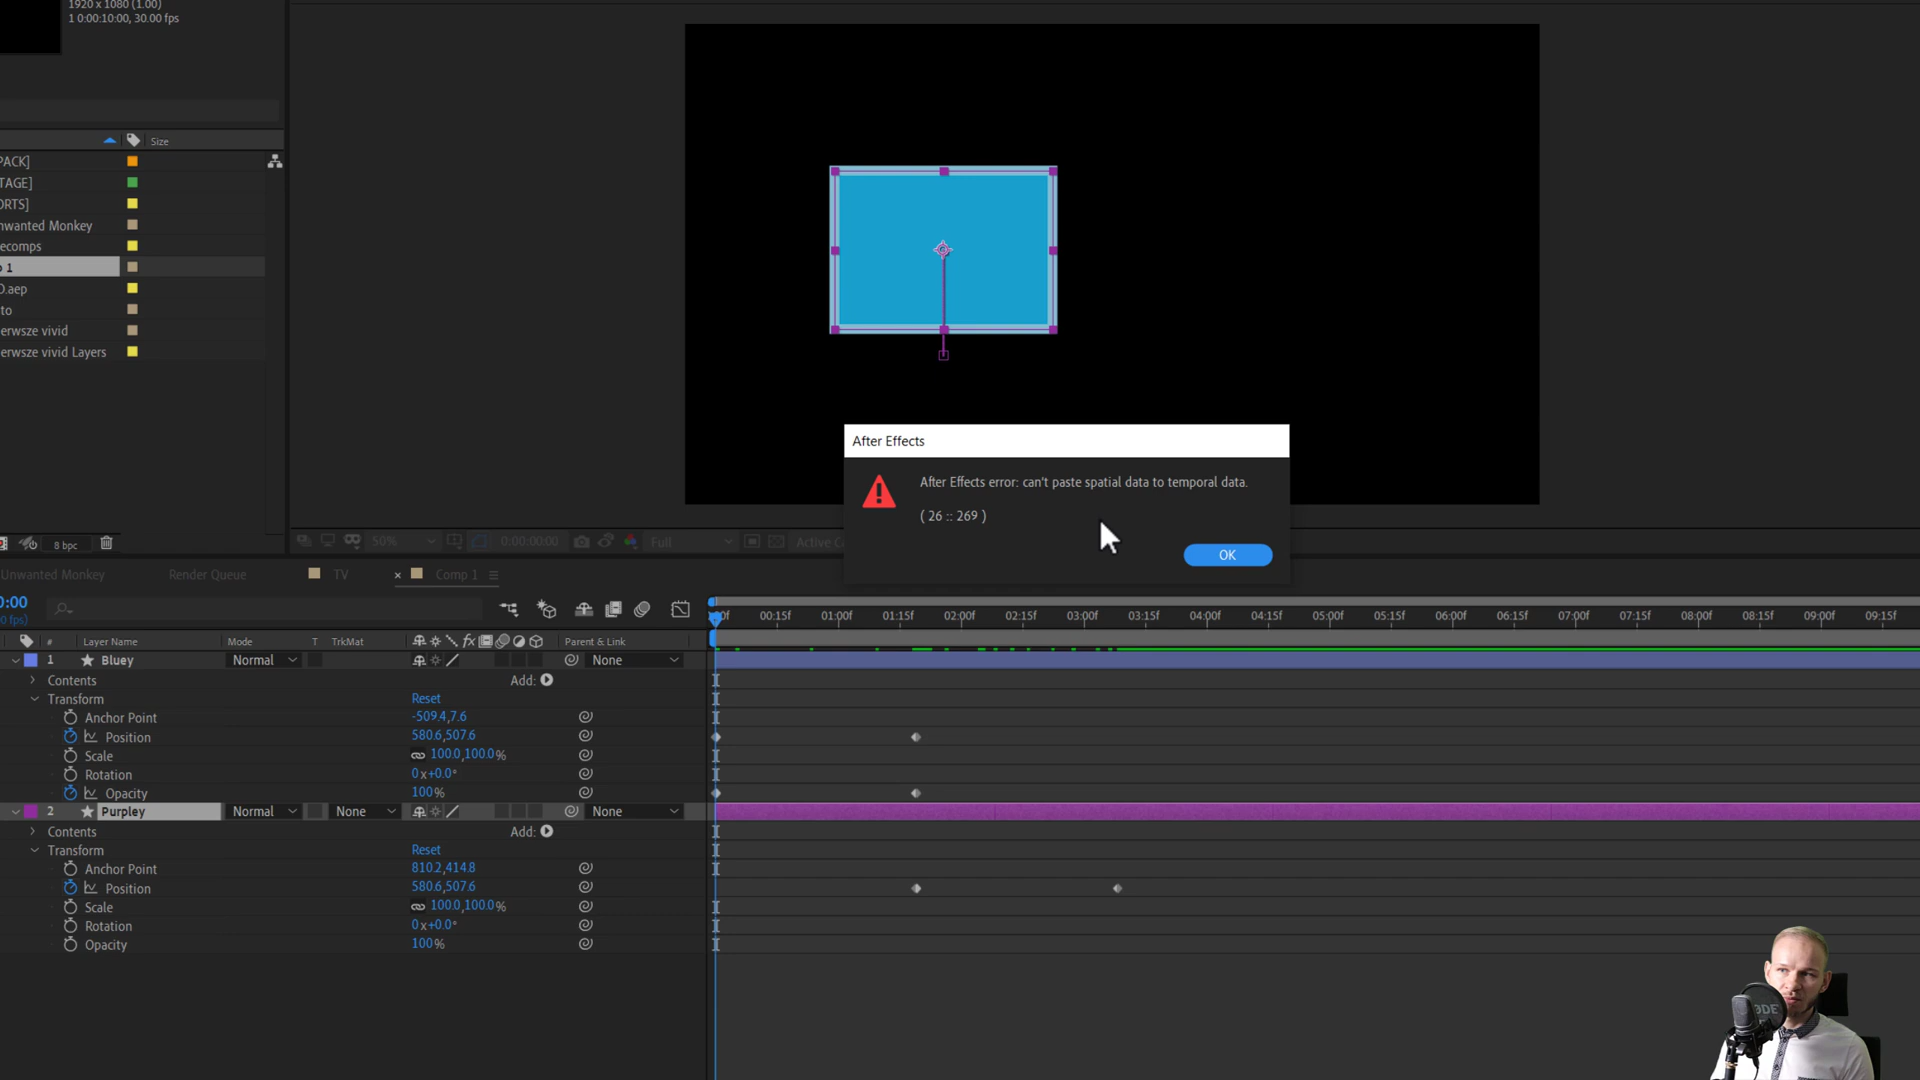 1920 x 1080 (1.00)
1 0:00:10:00, 30.00 fps
Size
PACK]
TAGE]
ORTS]
nwanted Monkey
ecomps
o 1
O.aep
to
erwsze vivid
erwsze vivid Layers
8 bpc
50%
0:00:00:00
Full
Active Ca
After Effects
After Effects error: can't paste spatial data to temporal data.
( 26 :: 269 )
OK
Unwanted Monkey
Render Queue
TV
× Comp 1
0:00
0 fps)
:00f 00:15f 01:00f 01:15f 02:00f 02:15f 03:00f 03:15f 04:00f 04:15f 05:00f 05:15f 06:00f 06:15f 07:00f 07:15f 08:00f 08:15f 09:00f 09:15f
# Layer Name Mode T TrkMat fx Parent & Link
1 Bluey Normal None
Contents Add:
Transform Reset
Anchor Point -509.4,7.6
Position 580.6,507.6
Scale 100.0,100.0%
Rotation 0x+0.0°
Opacity 100%
2 Purpley Normal None None
Contents Add:
Transform Reset
Anchor Point 810.2,414.8
Position 580.6,507.6
Scale 100.0,100.0%
Rotation 0x+0.0°
Opacity 100%